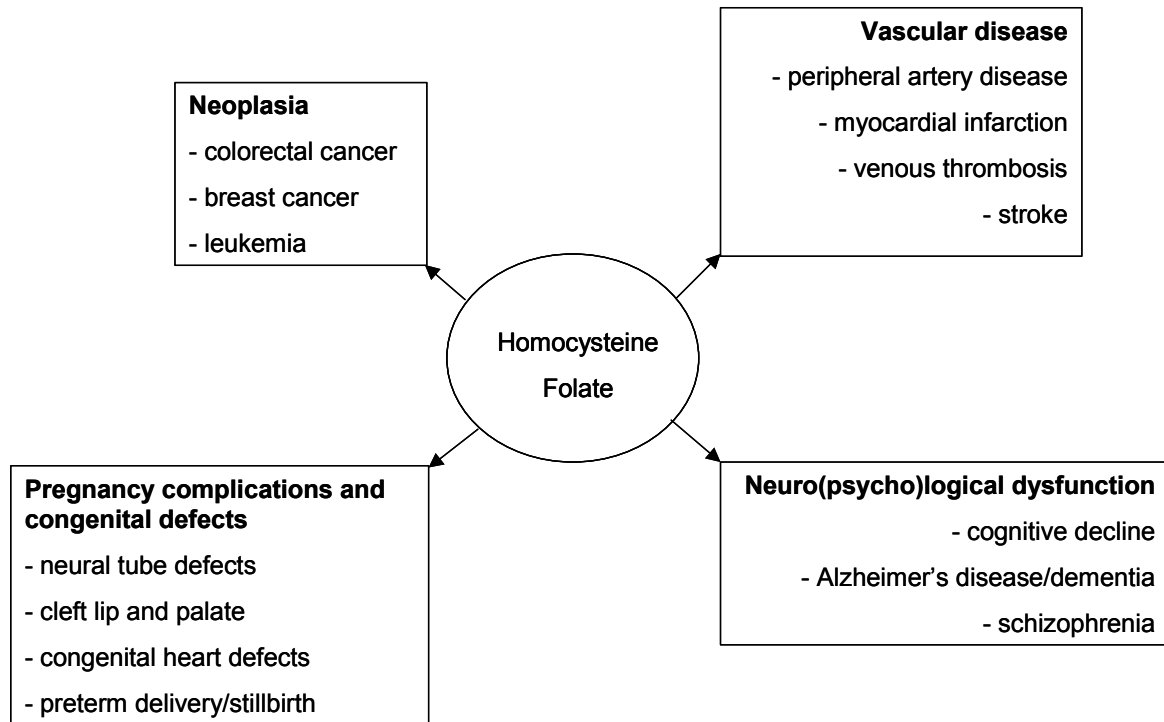 Neoplasia
- colorectal cancer
- breast cancer
- leukemia
Vascular disease
- peripheral artery disease
- myocardial infarction
- venous thrombosis
- stroke
Homocysteine
Folate
Pregnancy complications and
congenital defects
- neural tube defects
- cleft lip and palate
- congenital heart defects
- preterm delivery/stillbirth
Neuro(psycho)logical dysfunction
- cognitive decline
- Alzheimer’s disease/dementia
- schizophrenia